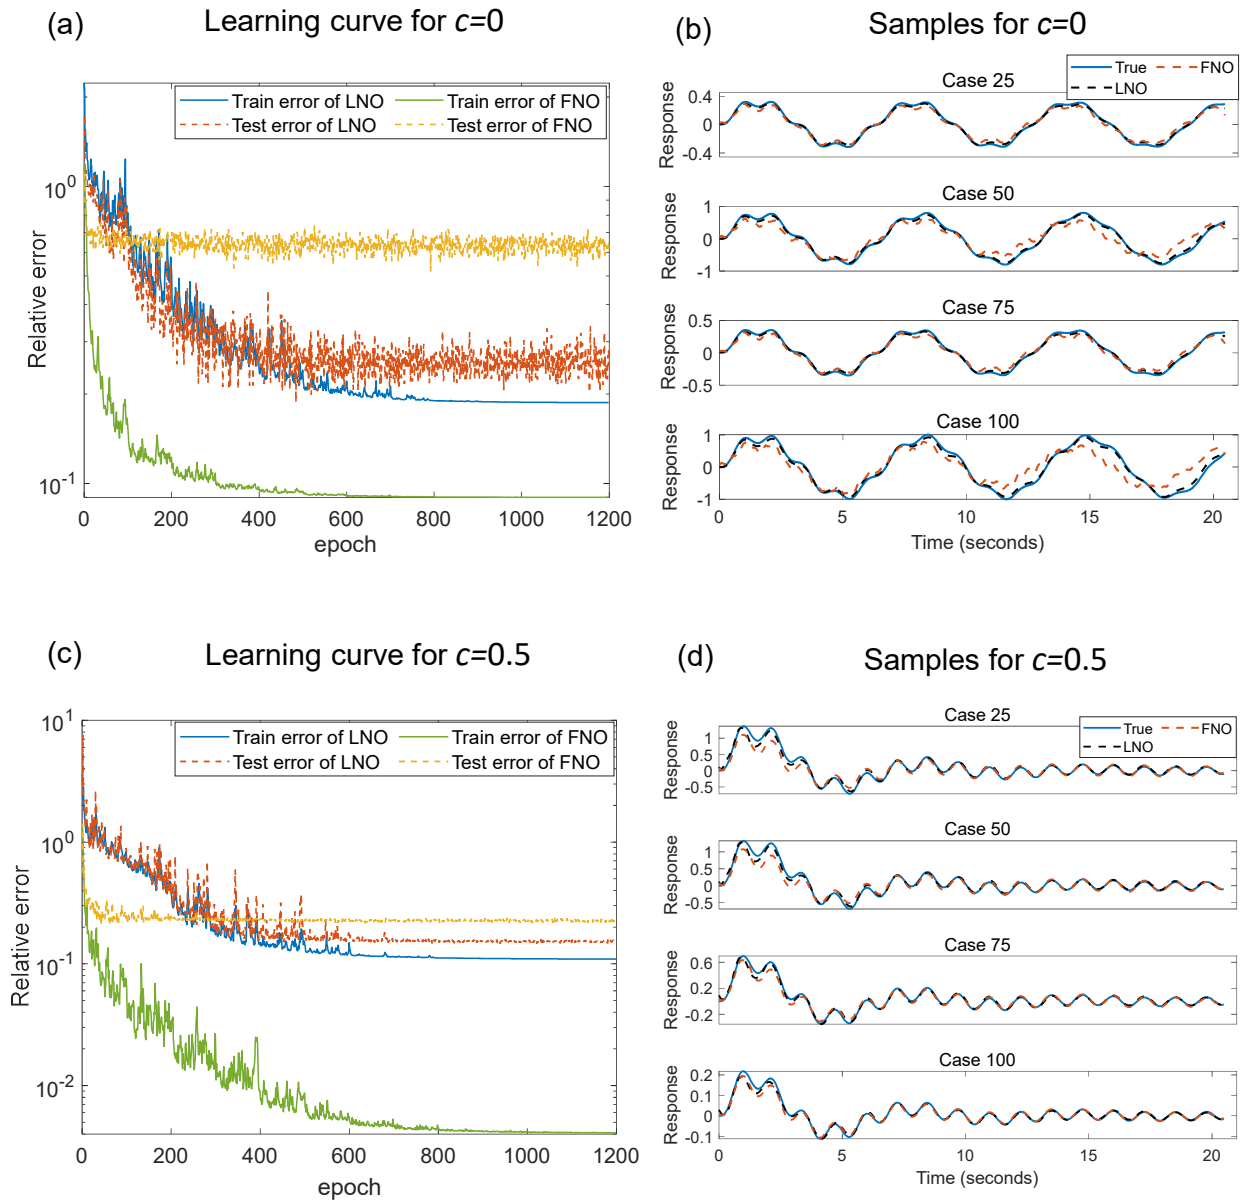 (a)
Learning curve for c=0
Train error of LNO
Train error of FNO
Test error of LNO
Test error of FNO
Relative error
10^0
10^-1
0
200
400
600
800
1000
1200
epoch
(b)
Samples for c=0
True
FNO
LNO
Case 25
Response
0.4
0
-0.4
Case 50
Response
1
0
-1
Case 75
Response
0.5
0
-0.5
Case 100
Response
1
0
-1
0
5
10
15
20
Time (seconds)
(c)
Learning curve for c=0.5
Train error of LNO
Train error of FNO
Test error of LNO
Test error of FNO
Relative error
10^1
10^0
10^-1
10^-2
0
200
400
600
800
1000
1200
epoch
(d)
Samples for c=0.5
True
FNO
LNO
Case 25
Response
1
0
-0.5
Case 50
Response
1
0
-0.5
Case 75
Response
0.6
0.2
-0.2
Case 100
Response
0.2
0.1
0
-0.1
0
5
10
15
20
Time (seconds)